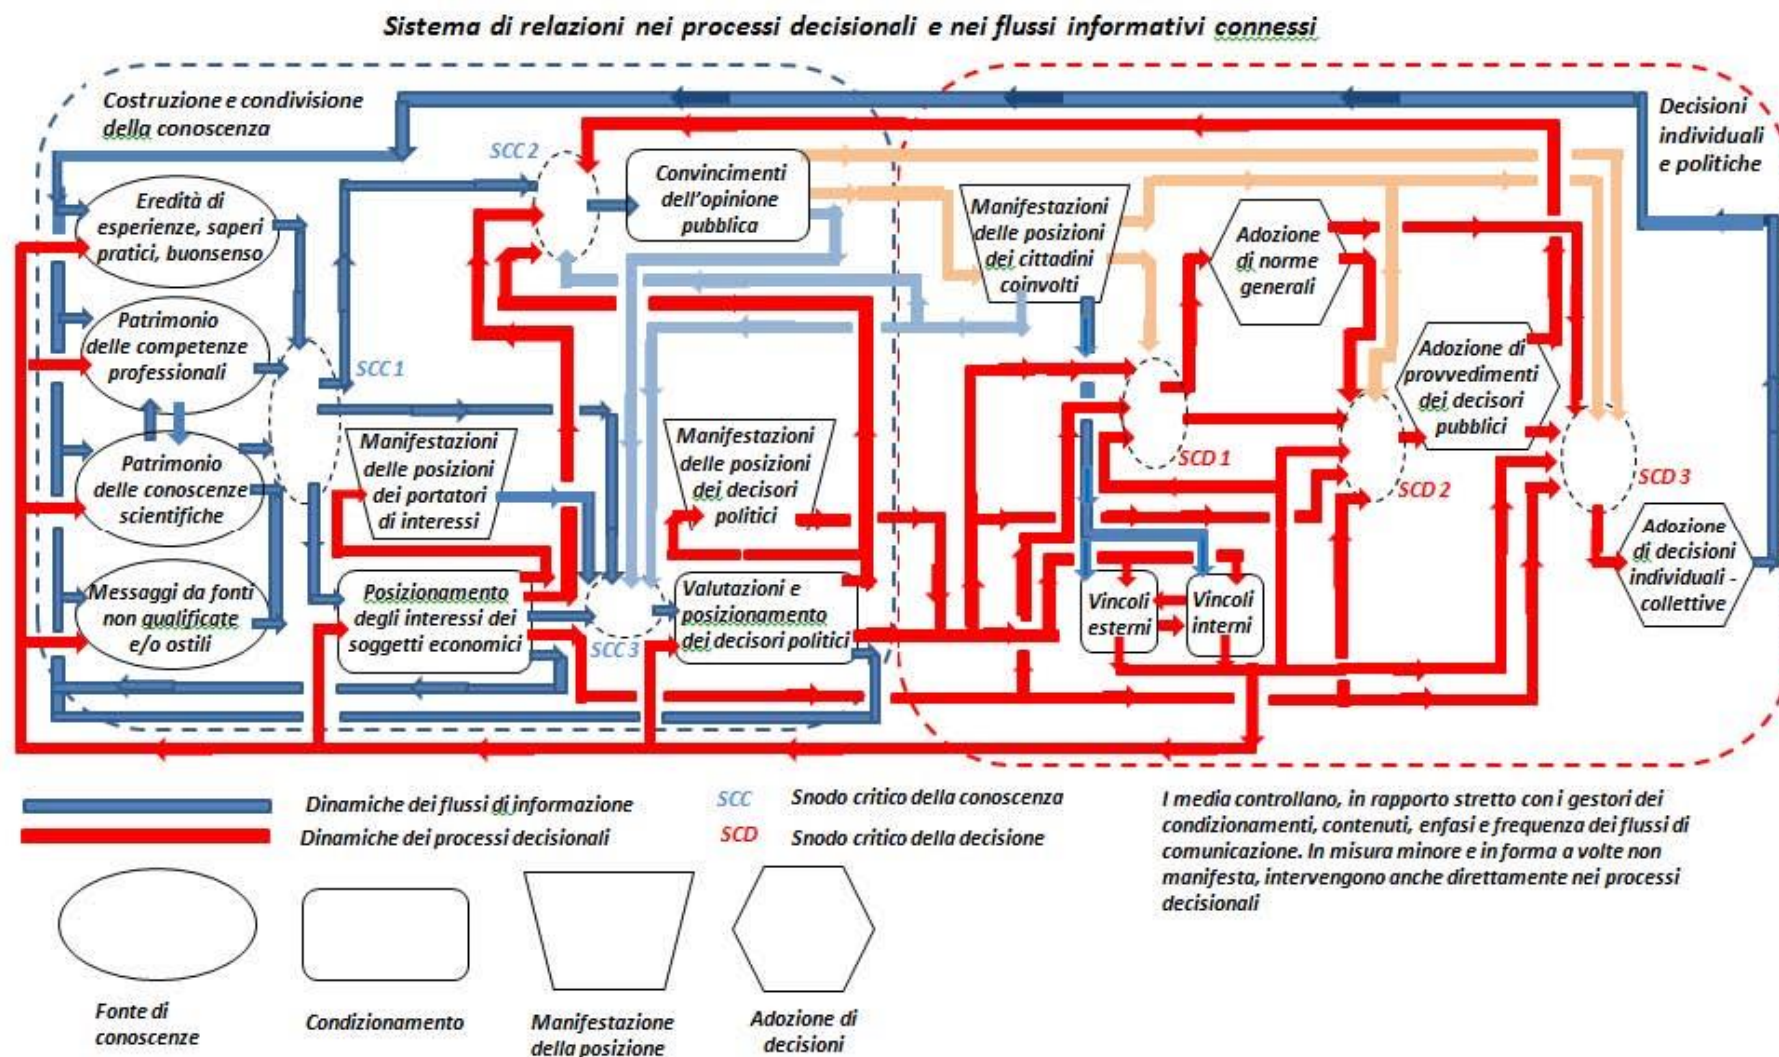 Sistema di relazioni nei processi decisionali e nei flussi informativi connessi
Costruzione e condivisione
della conoscenza
Decisioni
individuali
e politiche
SCC 2
Convincimenti
dell'opinione
pubblica
Eredità di
esperienze, saperi
pratici, buonsenso
Manifestazioni
delle posizioni
dei cittadini
coinvolti
Adozione
di norme
generali
Patrimonio
delle competenze
professionali
SCC 1
Adozione di
provvedimenti
dei decisori
pubblici
Manifestazioni
delle posizioni
dei portatori
di interessi
Manifestazioni
delle posizioni
dei decisori
politici
Patrimonio
delle conoscenze
scientifiche
SCD 1
SCD 2
SCD 3
Adozione
di decisioni
individuali -
collettive
Messaggi da fonti
non qualificate
e/o ostili
Posizionamento
degli interessi dei
soggetti economici
SCC 3
Valutazioni e
posizionamento
dei decisori politici
Vincoli
esterni
Vincoli
interni
Dinamiche dei flussi di informazione
Dinamiche dei processi decisionali
SCC Snodo critico della conoscenza
SCD Snodo critico della decisione
I media controllano, in rapporto stretto con i gestori dei
condizionamenti, contenuti, enfasi e frequenza dei flussi di
comunicazione. In misura minore e in forma a volte non
manifesta, intervengono anche direttamente nei processi
decisionali
Fonte di
conoscenze
Condizionamento
Manifestazione
della posizione
Adozione di
decisioni